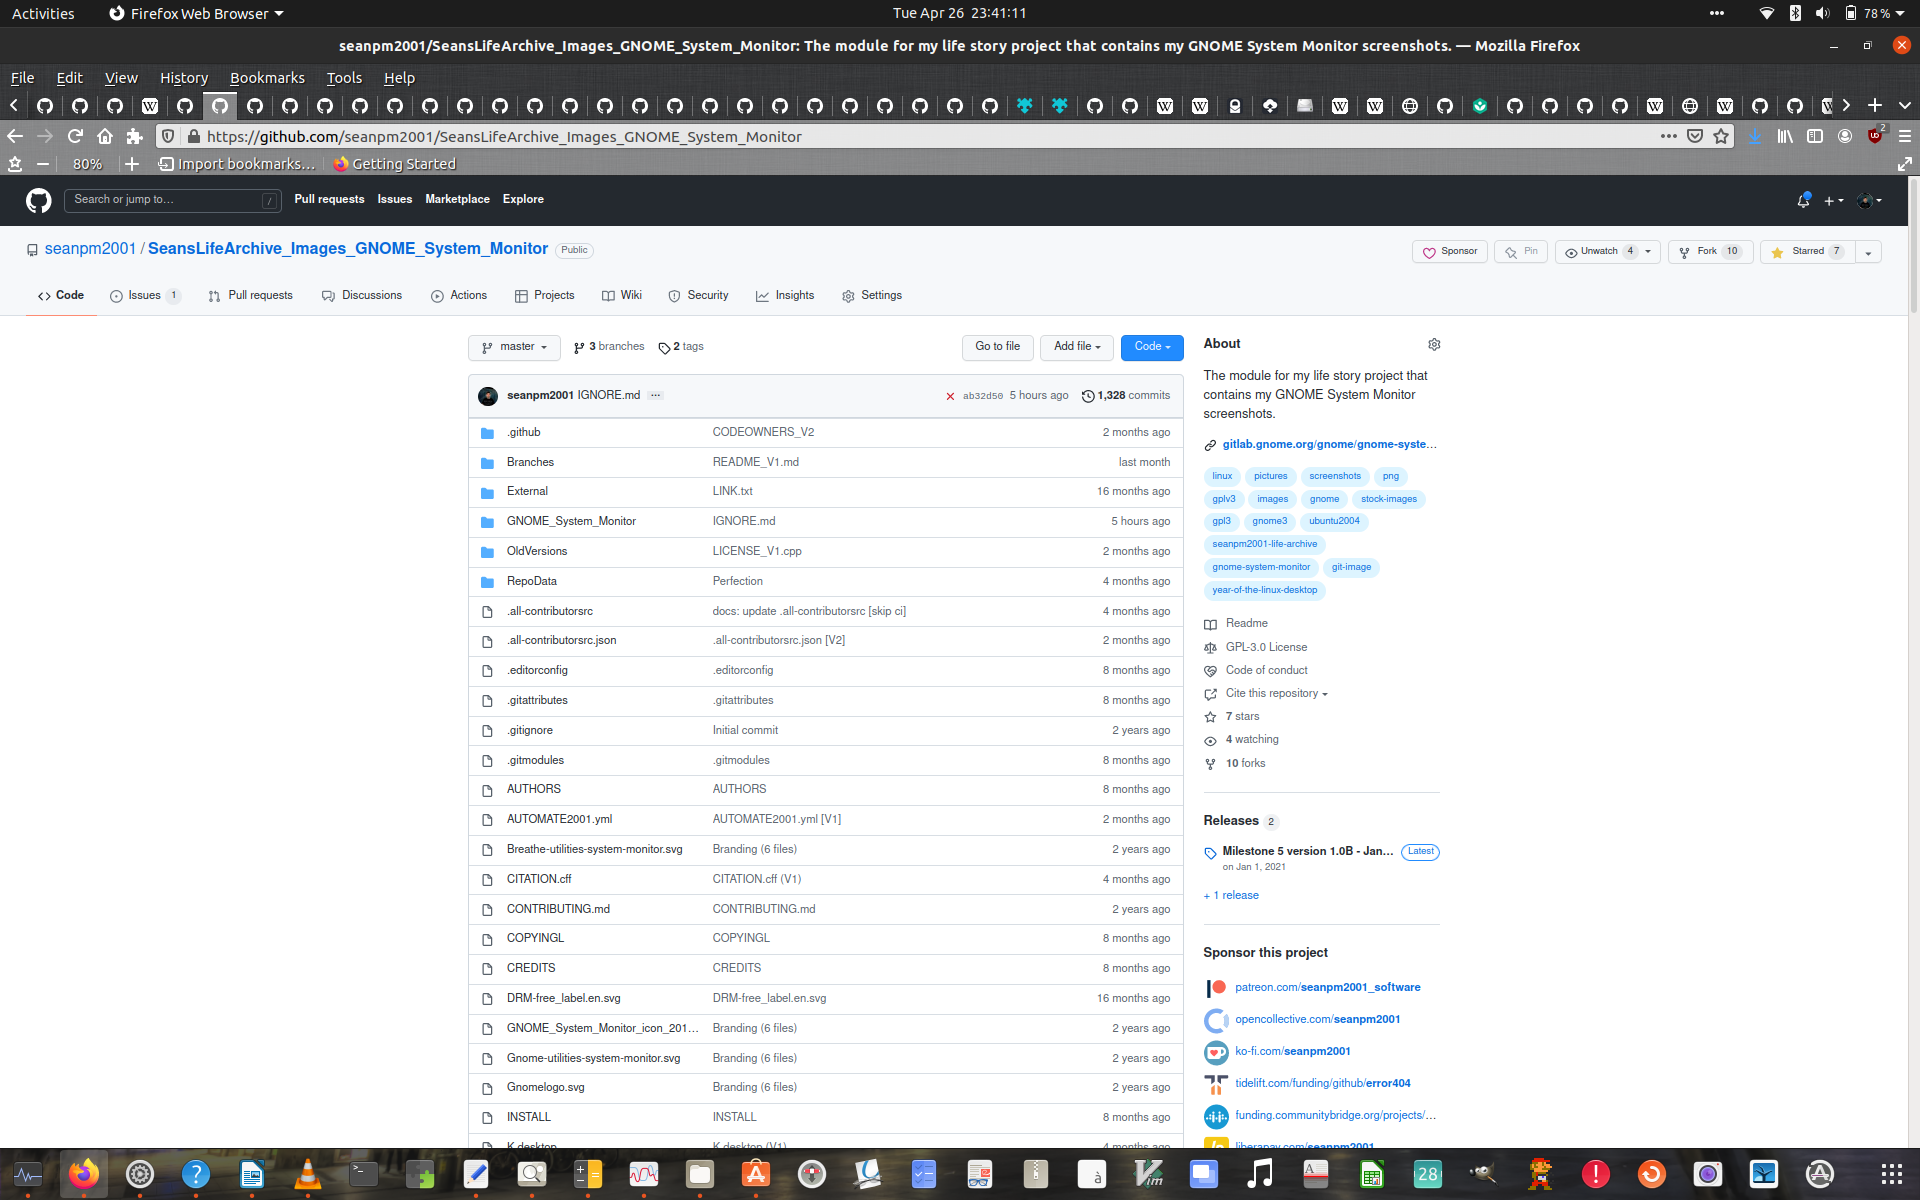 Activities Firefox Web Browser Tue Apr 26 23:41:11 78 %
seanpm2001/SeansLifeArchive_Images_GNOME_System_Monitor: The module for my life story project that contains my GNOME System Monitor screenshots. — Mozilla Firefox
File Edit View History Bookmarks Tools Help
https://github.com/seanpm2001/SeansLifeArchive_Images_GNOME_System_Monitor 2
80% Import bookmarks... Getting Started
Search or jump to... / Pull requests Issues Marketplace Explore
seanpm2001 / SeansLifeArchive_Images_GNOME_System_Monitor Public Sponsor Pin Unwatch 4 Fork 10 Starred 7
Code Issues 1 Pull requests Discussions Actions Projects Wiki Security Insights Settings
master 3 branches 2 tags Go to file Add file Code
seanpm2001 IGNORE.md ... ab32d50 5 hours ago 1,328 commits
.github CODEOWNERS_V2 2 months ago
Branches README_V1.md last month
External LINK.txt 16 months ago
GNOME_System_Monitor IGNORE.md 5 hours ago
OldVersions LICENSE_V1.cpp 2 months ago
RepoData Perfection 4 months ago
.all-contributorsrc docs: update .all-contributorsrc [skip ci] 4 months ago
.all-contributorsrc.json .all-contributorsrc.json [V2] 2 months ago
.editorconfig .editorconfig 8 months ago
.gitattributes .gitattributes 8 months ago
.gitignore Initial commit 2 years ago
.gitmodules .gitmodules 8 months ago
AUTHORS AUTHORS 8 months ago
AUTOMATE2001.yml AUTOMATE2001.yml [V1] 2 months ago
Breathe-utilities-system-monitor.svg Branding (6 files) 2 years ago
CITATION.cff CITATION.cff (V1) 4 months ago
CONTRIBUTING.md CONTRIBUTING.md 2 years ago
COPYINGL COPYINGL 8 months ago
CREDITS CREDITS 8 months ago
DRM-free_label.en.svg DRM-free_label.en.svg 16 months ago
GNOME_System_Monitor_icon_201... Branding (6 files) 2 years ago
Gnome-utilities-system-monitor.svg Branding (6 files) 2 years ago
Gnomelogo.svg Branding (6 files) 2 years ago
INSTALL INSTALL 8 months ago
K.desktop K.desktop (V1) 4 months ago
About
The module for my life story project that
contains my GNOME System Monitor
screenshots.
gitlab.gnome.org/gnome/gnome-syste...
linux pictures screenshots png
gplv3 images gnome stock-images
gpl3 gnome3 ubuntu2004
seanpm2001-life-archive
gnome-system-monitor git-image
year-of-the-linux-desktop
Readme
GPL-3.0 License
Code of conduct
Cite this repository
7 stars
4 watching
10 forks
Releases 2
Milestone 5 version 1.0B - Jan... Latest
on Jan 1, 2021
+ 1 release
Sponsor this project
patreon.com/seanpm2001_software
opencollective.com/seanpm2001
ko-fi.com/seanpm2001
tidelift.com/funding/github/error404
funding.communitybridge.org/projects/...
liberapay.com/seanpm2001
28